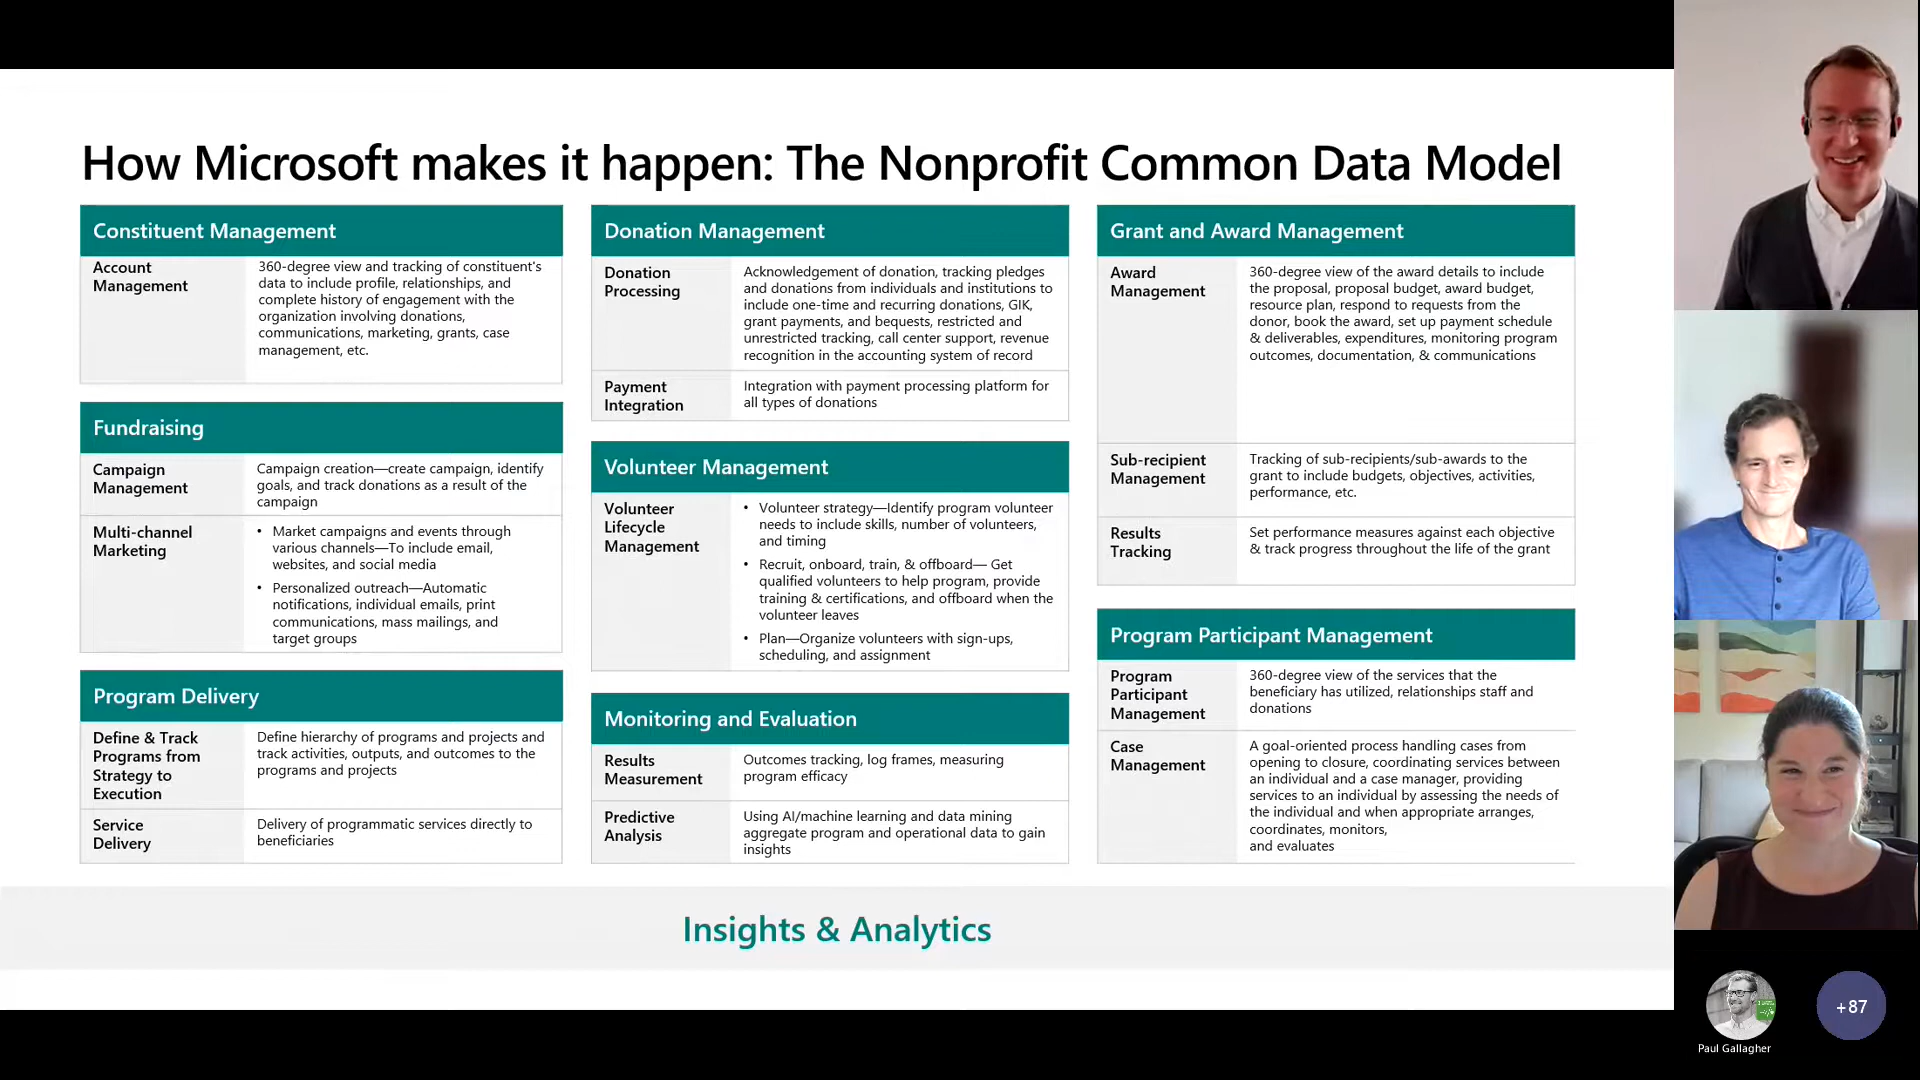 How Microsoft makes it happen: The Nonprofit Common Data Model
Constituent Management
Account
Management
360-degree view and tracking of constituent's
data to include profile, relationships, and
complete history of engagement with the
organization involving donations,
communications, marketing, grants, case
management, etc.
Fundraising
Campaign
Management
Campaign creation—create campaign, identify
goals, and track donations as a result of the
campaign
Multi-channel
Marketing
• Market campaigns and events through
various channels—To include email,
websites, and social media
• Personalized outreach—Automatic
notifications, individual emails, print
communications, mass mailings, and
target groups
Program Delivery
Define & Track
Programs from
Strategy to
Execution
Define hierarchy of programs and projects and
track activities, outputs, and outcomes to the
programs and projects
Service
Delivery
Delivery of programmatic services directly to
beneficiaries
Donation Management
Donation
Processing
Acknowledgement of donation, tracking pledges
and donations from individuals and institutions to
include one-time and recurring donations, GIK,
grant payments, and bequests, restricted and
unrestricted tracking, call center support, revenue
recognition in the accounting system of record
Payment
Integration
Integration with payment processing platform for
all types of donations
Volunteer Management
Volunteer
Lifecycle
Management
• Volunteer strategy—Identify program volunteer
needs to include skills, number of volunteers,
and timing
• Recruit, onboard, train, & offboard— Get
qualified volunteers to help program, provide
training & certifications, and offboard when the
volunteer leaves
• Plan—Organize volunteers with sign-ups,
scheduling, and assignment
Monitoring and Evaluation
Results
Measurement
Outcomes tracking, log frames, measuring
program efficacy
Predictive
Analysis
Using AI/machine learning and data mining
aggregate program and operational data to gain
insights
Grant and Award Management
Award
Management
360-degree view of the award details to include
the proposal, proposal budget, award budget,
resource plan, respond to requests from the
donor, book the award, set up payment schedule
& deliverables, expenditures, monitoring program
outcomes, documentation, & communications
Sub-recipient
Management
Tracking of sub-recipients/sub-awards to the
grant to include budgets, objectives, activities,
performance, etc.
Results
Tracking
Set performance measures against each objective
& track progress throughout the life of the grant
Program Participant Management
Program
Participant
Management
360-degree view of the services that the
beneficiary has utilized, relationships staff and
donations
Case
Management
A goal-oriented process handling cases from
opening to closure, coordinating services between
an individual and a case manager, providing
services to an individual by assessing the needs of
the individual and when appropriate arranges,
coordinates, monitors,
and evaluates
Insights & Analytics
+87
Paul Gallagher